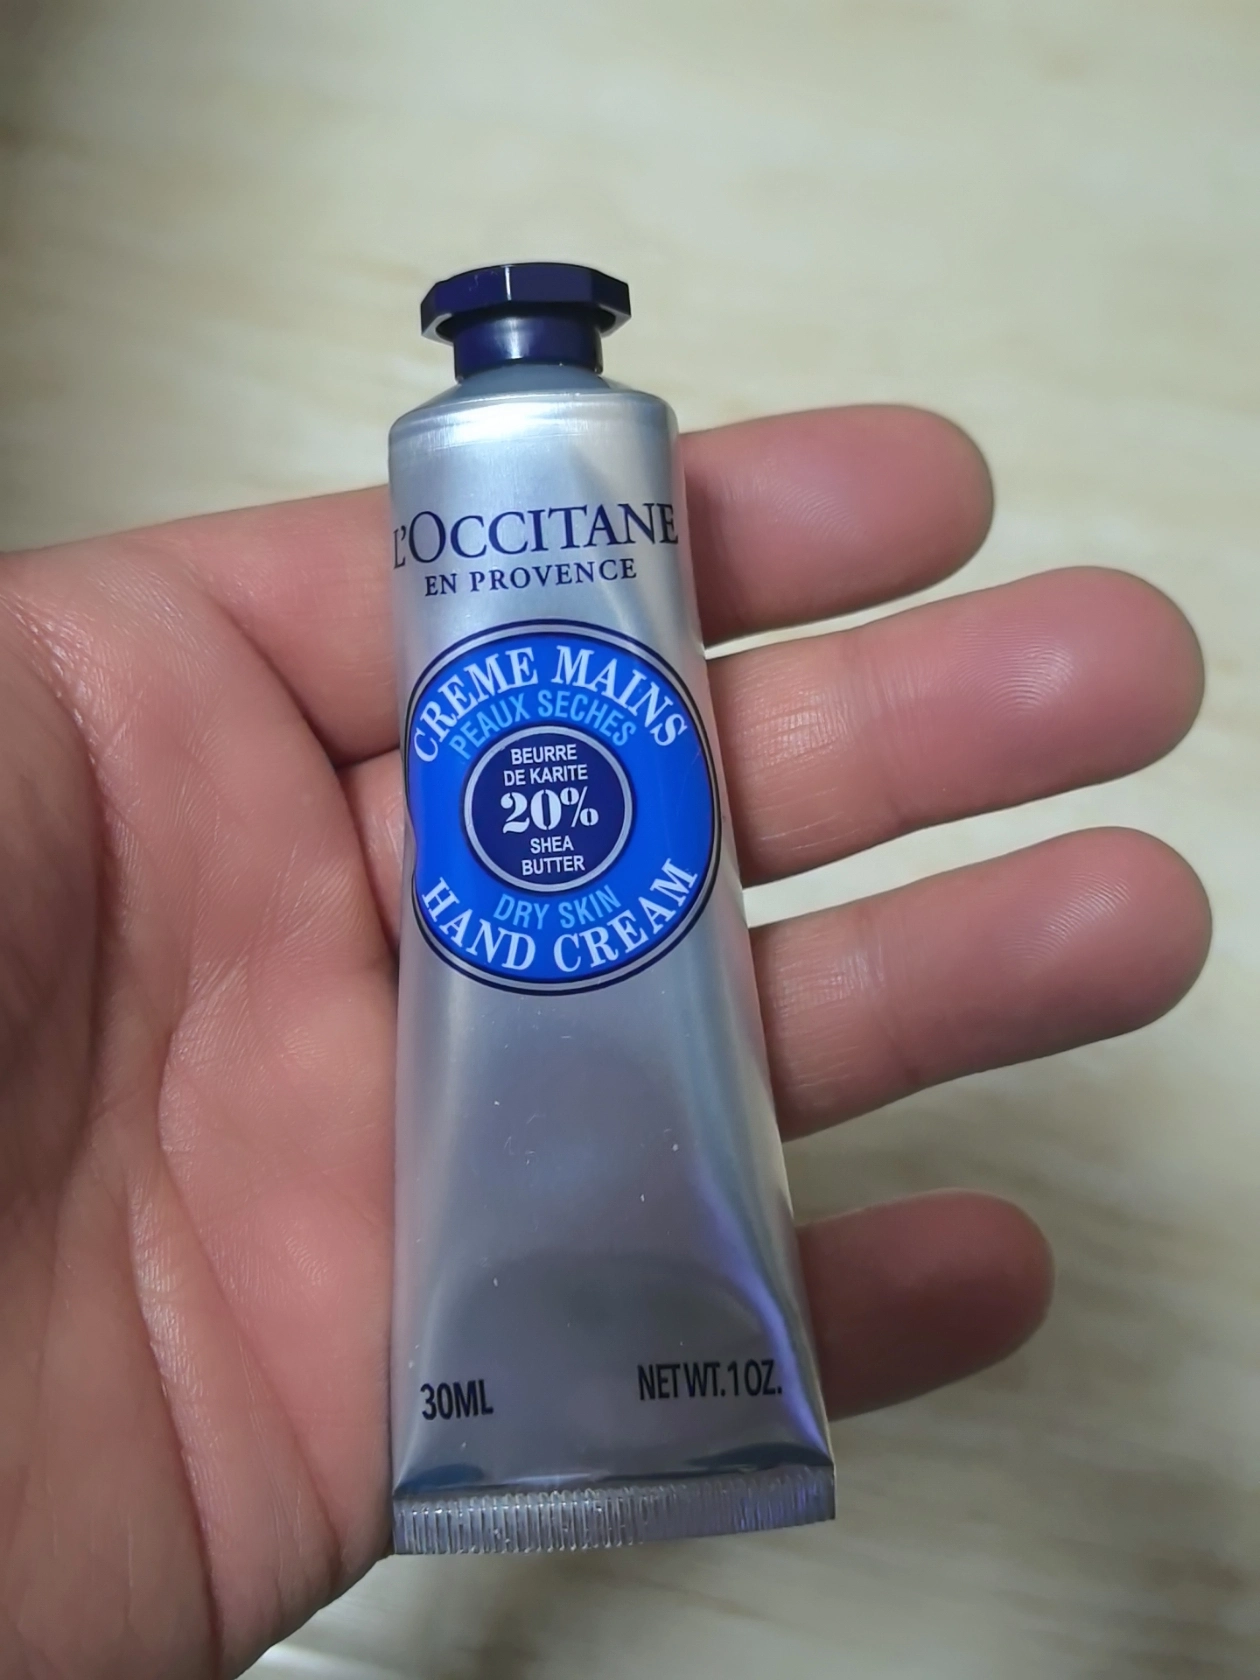 L'OCCITANE
EN PROVENCE
CREME MAINS
PEAUX SECHES
BEURRE
DE KARITE
20%
SHEA
BUTTER
DRY SKIN
HAND CREAM
30ML
NET WT.1 OZ.